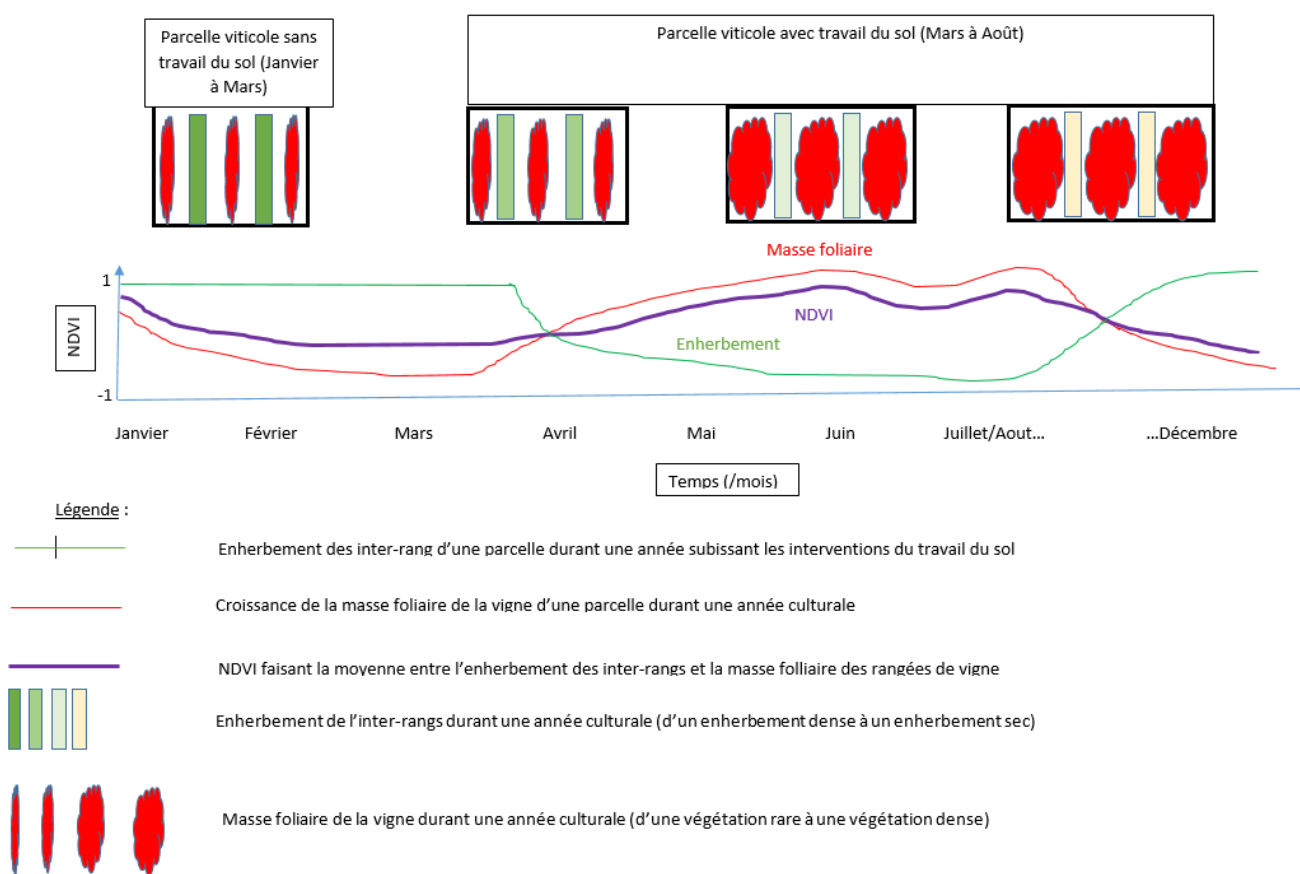 Parcelle viticole sans
travail du sol (Janvier
à Mars)
Parcelle viticole avec travail du sol (Mars à Août)
Masse foliaire
1
NDVI
NDVI
Enherbement
-1
Janvier
Février
Mars
Avril
Mai
Juin
Juillet/Aout...
...Décembre
Temps (/mois)
Légende :
Enherbement des inter-rang d'une parcelle durant une année subissant les interventions du travail du sol
Croissance de la masse foliaire de la vigne d'une parcelle durant une année culturale
NDVI faisant la moyenne entre l'enherbement des inter-rangs et la masse folliaire des rangées de vigne
Enherbement de l'inter-rangs durant une année culturale (d'un enherbement dense à un enherbement sec)
Masse foliaire de la vigne durant une année culturale (d'une végétation rare à une végétation dense)